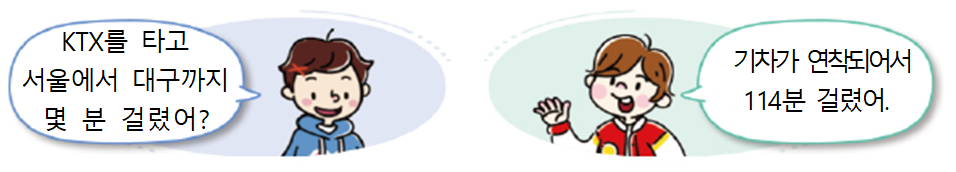 KTX를 타고
서울에서 대구까지
몇 분 걸렸어?
기차가 연착되어서
114분 걸렸어.